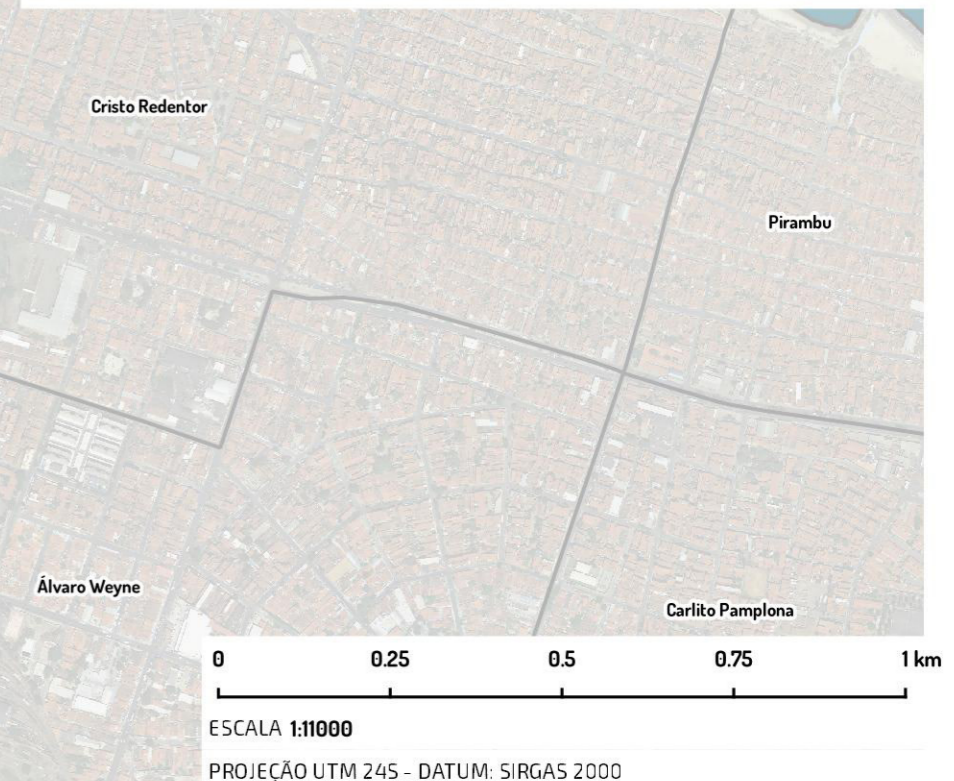 Cristo Redentor
Pirambu
Álvaro Weyne
Carlito Pamplona
0 0.25 0.5 0.75 1 km
ESCALA 1:11000
PROJEÇÃO UTM 24S - DATUM: SIRGAS 2000